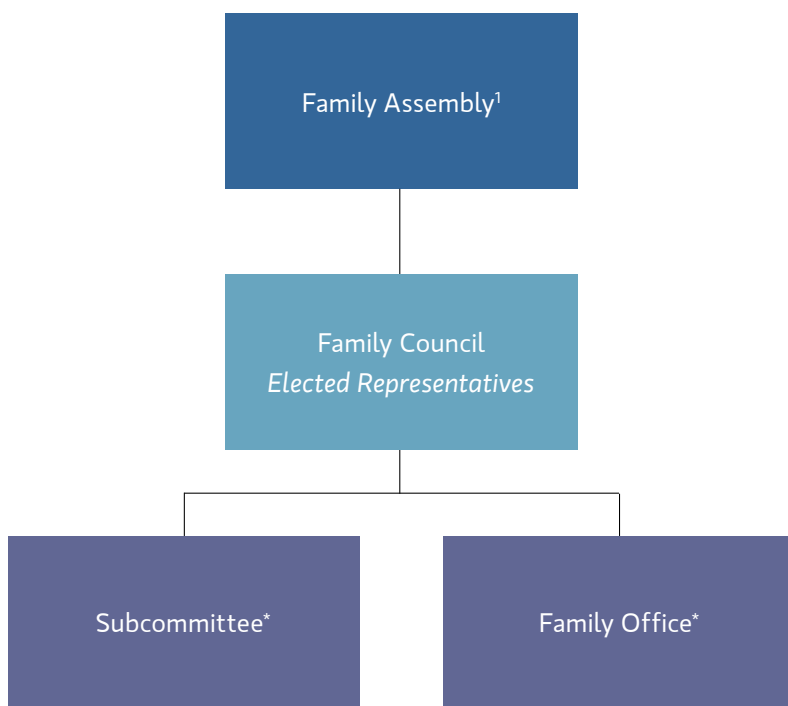 Family Assembly¹
Family Council
Elected Representatives
Subcommittee*
Family Office*